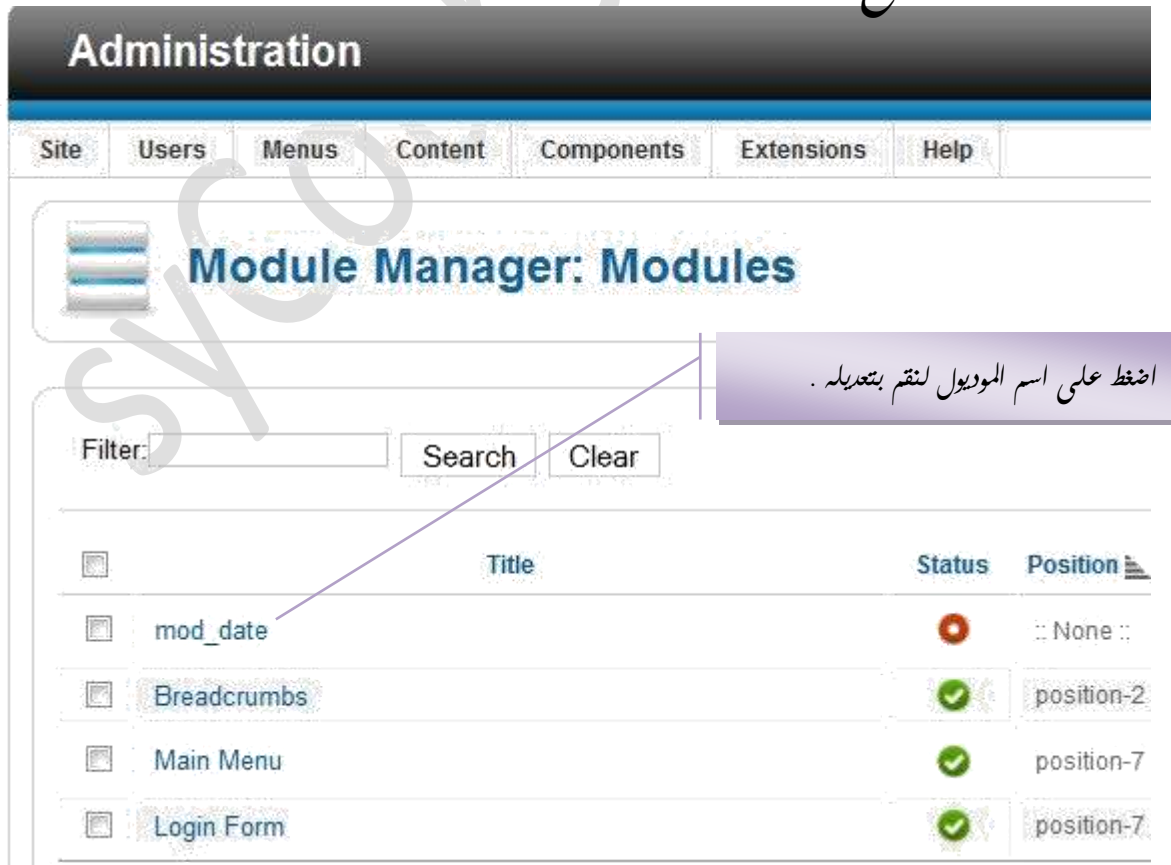 Administration
Site Users Menus Content Components Extensions Help
Module Manager: Modules
اضغط على اسم الموديول لنقم بتعديله .
Filter: Search Clear
Title Status Position
mod_date :: None ::
Breadcrumbs position-2
Main Menu position-7
Login Form position-7